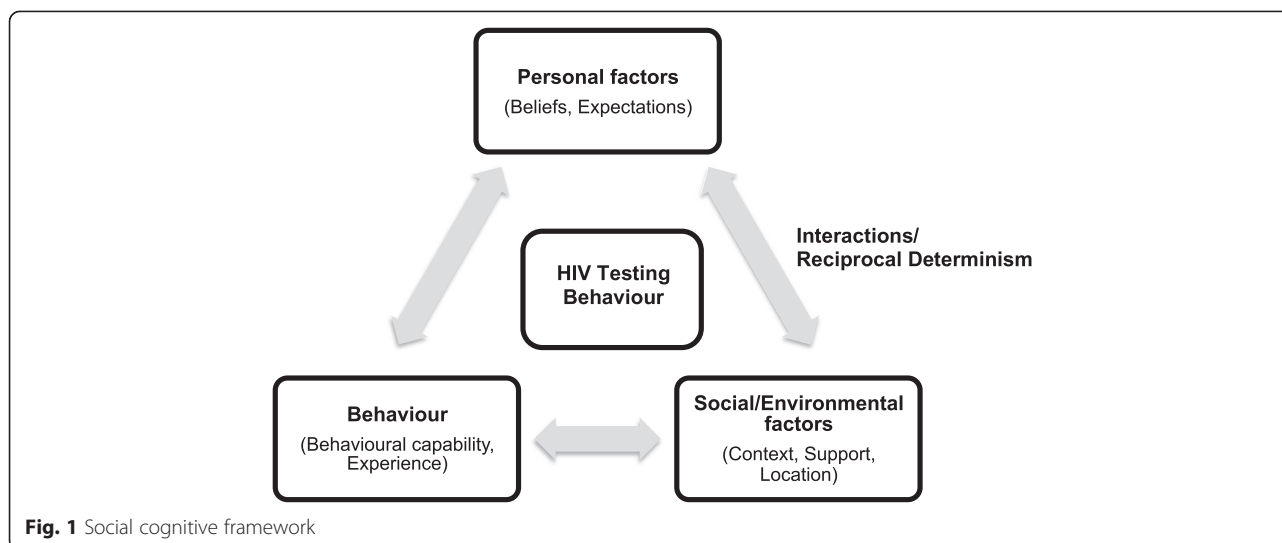 Personal factors
(Beliefs, Expectations)
Interactions/
Reciprocal Determinism
HIV Testing
Behaviour
Behaviour
(Behavioural capability,
Experience)
Social/Environmental
factors
(Context, Support,
Location)
Fig. 1 Social cognitive framework